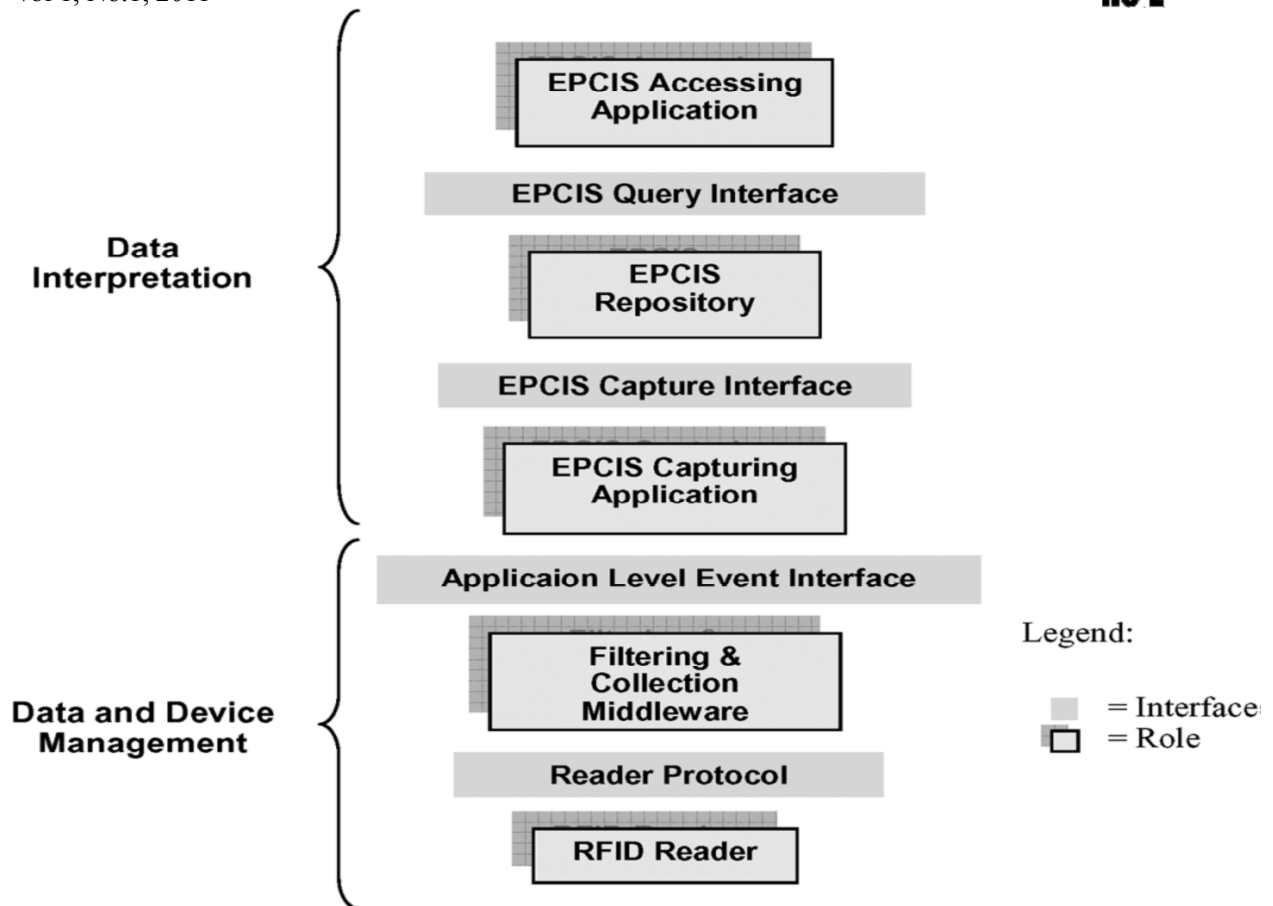 EPCIS Accessing
Application
EPCIS Query Interface
Data
Interpretation
EPCIS
Repository
EPCIS Capture Interface
EPCIS Capturing
Application
Applicaion Level Event Interface
Filtering &
Collection
Middleware
Data and Device
Management
Reader Protocol
RFID Reader
Legend:
= Interface
= Role